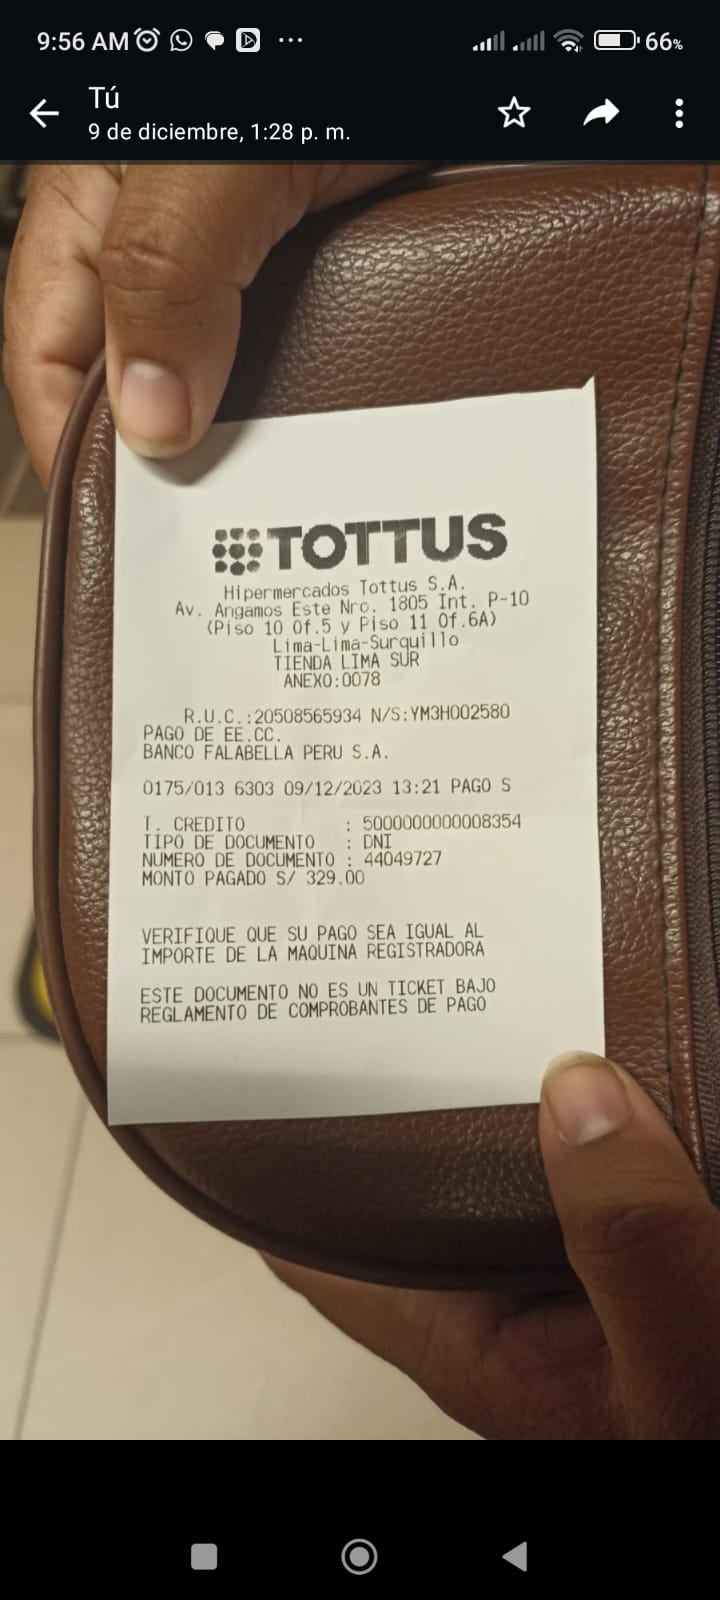 9:56 AM
66%
Tú
9 de diciembre, 1:28 p. m.
TOTTUS
Hipermercados Tottus S.A.
Av. Angamos Este Nro. 1805 Int. P-10
(Piso 10 Of.5 y Piso 11 Of.6A)
Lima-Lima-Surquillo
TIENDA LIMA SUR
ANEXO:0078
R.U.C.:20508565934 N/S:YM3H002580
PAGO DE EE.CC.
BANCO FALABELLA PERU S.A.
0175/013 6303 09/12/2023 13:21 PAGO S
T. CREDITO : 5000000000008354
TIPO DE DOCUMENTO : DNI
NUMERO DE DOCUMENTO : 44049727
MONTO PAGADO S/ 329.00
VERIFIQUE QUE SU PAGO SEA IGUAL AL
IMPORTE DE LA MAQUINA REGISTRADORA
ESTE DOCUMENTO NO ES UN TICKET BAJO
REGLAMENTO DE COMPROBANTES DE PAGO